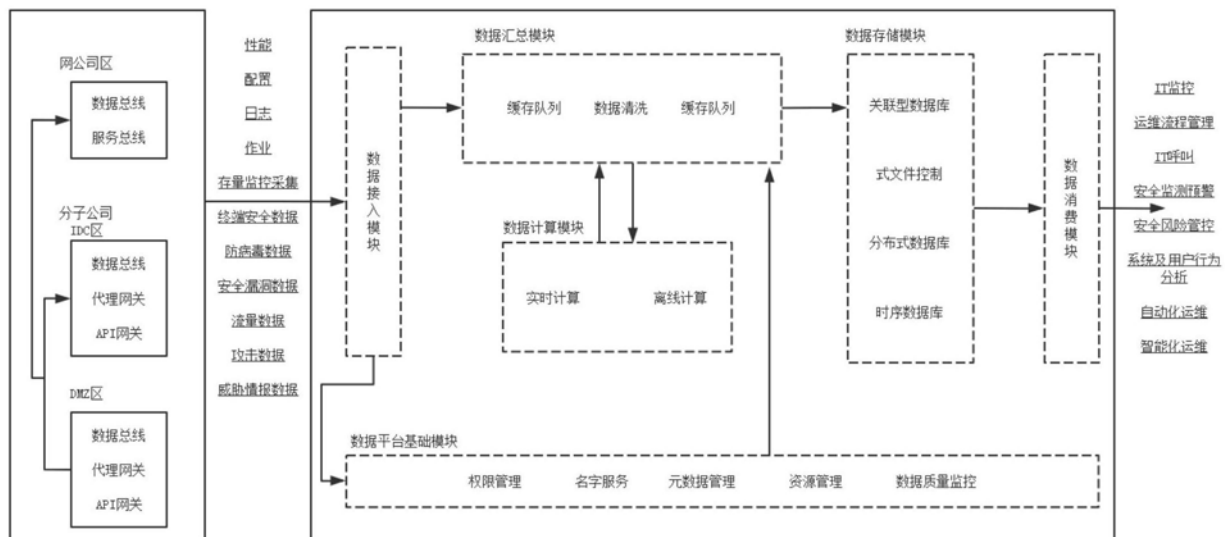 网公司区
数据总线
服务总线
分子公司
IDC区
数据总线
代理网关
API网关
DMZ区
数据总线
代理网关
API网关
性能
配置
日志
作业
存量监控采集
终端安全数据
防病毒数据
安全漏洞数据
流量数据
攻击数据
威胁情报数据
数据接入模块
数据汇总模块
缓存队列 数据清洗 缓存队列
数据计算模块
实时计算 离线计算
数据存储模块
关联型数据库
式文件控制
分布式数据库
时序数据库
数据消费模块
数据平台基础模块
权限管理 名字服务 元数据管理 资源管理 数据质量监控
IT监控
运维流程管理
IT呼叫
安全监测预警
安全风险管控
系统及用户行为
分析
自动化运维
智能化运维